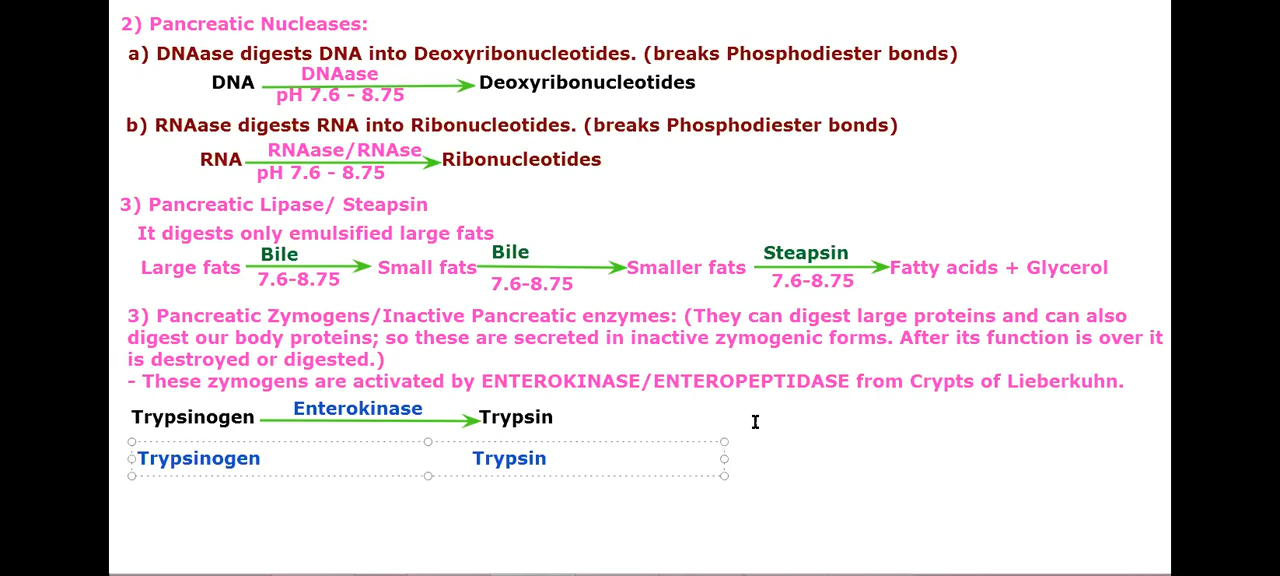 2) Pancreatic Nucleases:
a) DNAase digests DNA into Deoxyribonucleotides. (breaks Phosphodiester bonds)
DNAase
DNA Deoxyribonucleotides
pH 7.6 - 8.75
b) RNAase digests RNA into Ribonucleotides. (breaks Phosphodiester bonds)
RNAase/RNAse
RNA Ribonucleotides
pH 7.6 - 8.75
3) Pancreatic Lipase/ Steapsin
It digests only emulsified large fats
Bile Bile Steapsin
Large fats Small fats Smaller fats Fatty acids + Glycerol
7.6-8.75 7.6-8.75 7.6-8.75
3) Pancreatic Zymogens/Inactive Pancreatic enzymes: (They can digest large proteins and can also
digest our body proteins; so these are secreted in inactive zymogenic forms. After its function is over it
is destroyed or digested.)
- These zymogens are activated by ENTEROKINASE/ENTEROPEPTIDASE from Crypts of Lieberkuhn.
Enterokinase
Trypsinogen Trypsin
Trypsinogen Trypsin